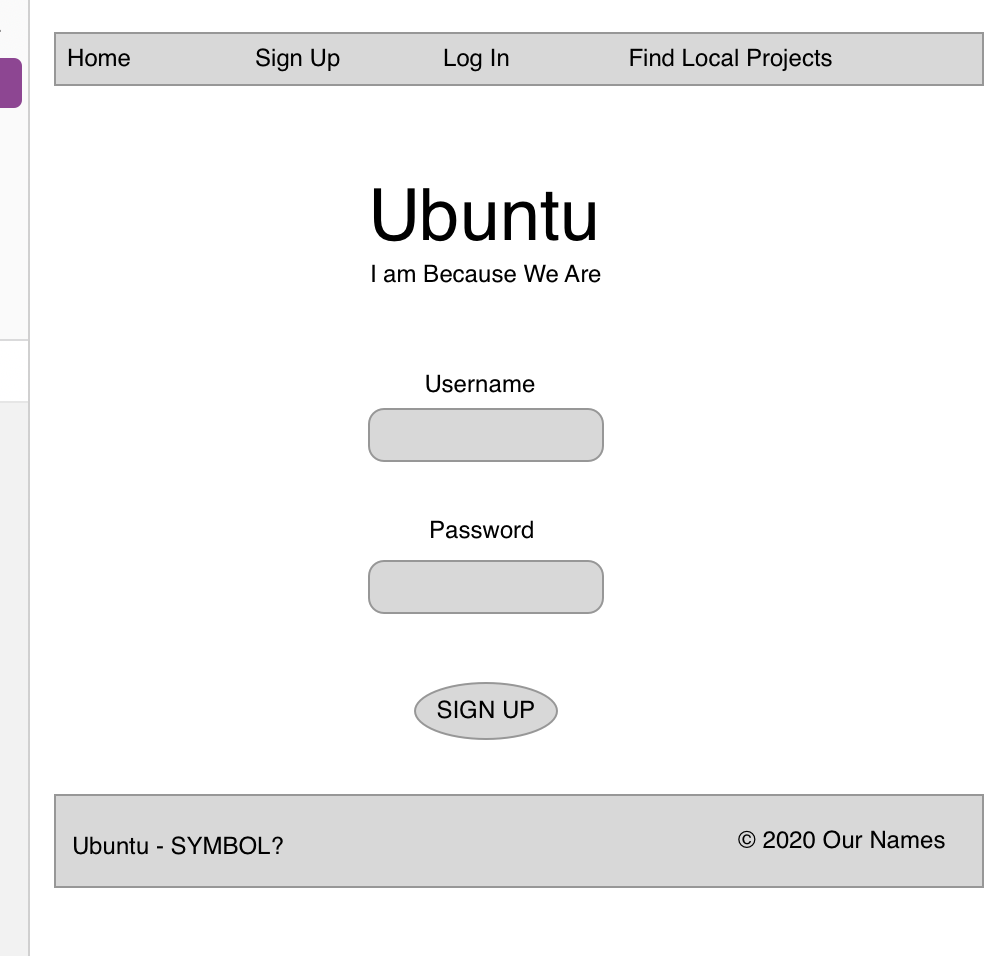 Home Sign Up Log In Find Local Projects
Ubuntu
I am Because We Are
Username
Password
SIGN UP
Ubuntu - SYMBOL? © 2020 Our Names